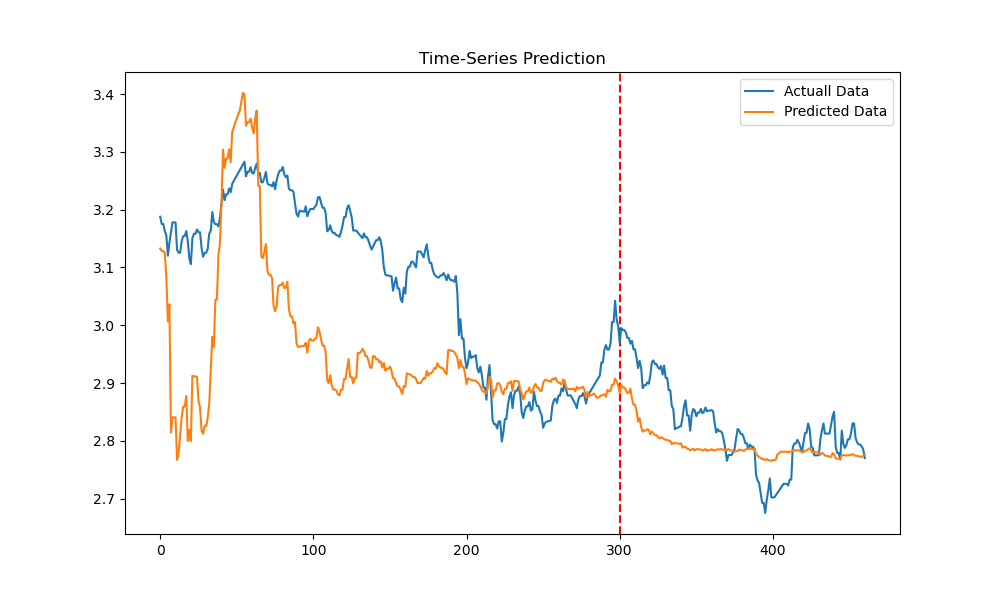 Time-Series Prediction
Actuall Data
Predicted Data
3.4
3.3
3.2
3.1
3.0
2.9
2.8
2.7
0 100 200 300 400